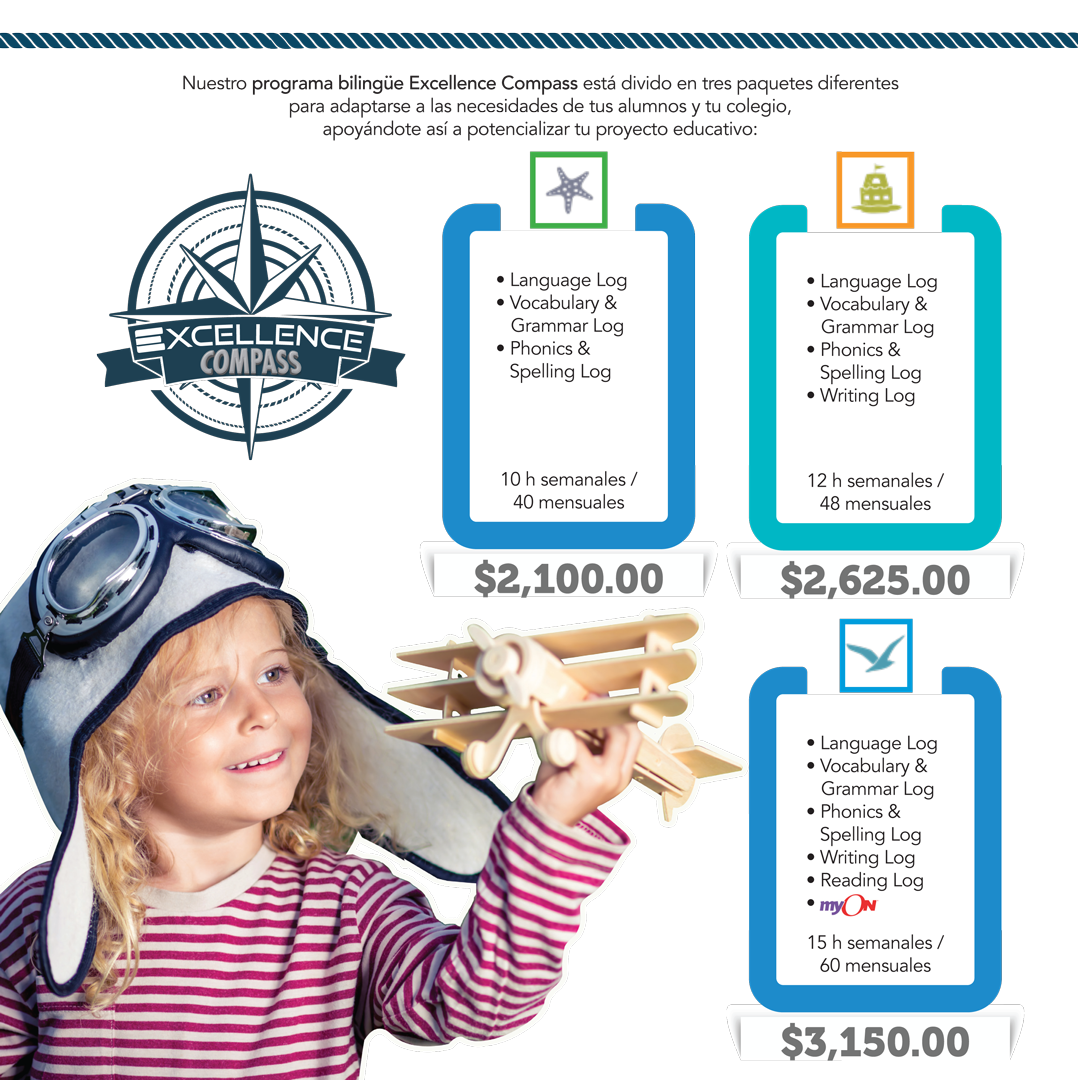 Nuestro programa bilingüe Excellence Compass está divido en tres paquetes diferentes
para adaptarse a las necesidades de tus alumnos y tu colegio,
apoyándote así a potencializar tu proyecto educativo:
EXCELLENCE
COMPASS
• Language Log
• Vocabulary &
Grammar Log
• Phonics &
Spelling Log
10 h semanales /
40 mensuales
$2,100.00
• Language Log
• Vocabulary &
Grammar Log
• Phonics &
Spelling Log
• Writing Log
12 h semanales /
48 mensuales
$2,625.00
• Language Log
• Vocabulary &
Grammar Log
• Phonics &
Spelling Log
• Writing Log
• Reading Log
• myON
15 h semanales /
60 mensuales
$3,150.00